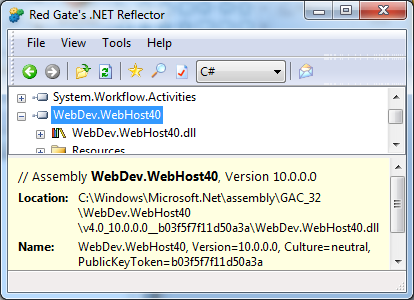 Red Gate's .NET Reflector
File View Tools Help
C#
System.Workflow.Activities
WebDev.WebHost40
WebDev.WebHost40.dll
Resources
// Assembly WebDev.WebHost40, Version 10.0.0.0
Location: C:\Windows\Microsoft.Net\assembly\GAC_32
\WebDev.WebHost40
\v4.0_10.0.0.0__b03f5f7f11d50a3a\WebDev.WebHost40.dll
Name: WebDev.WebHost40, Version=10.0.0.0, Culture=neutral,
PublicKeyToken=b03f5f7f11d50a3a